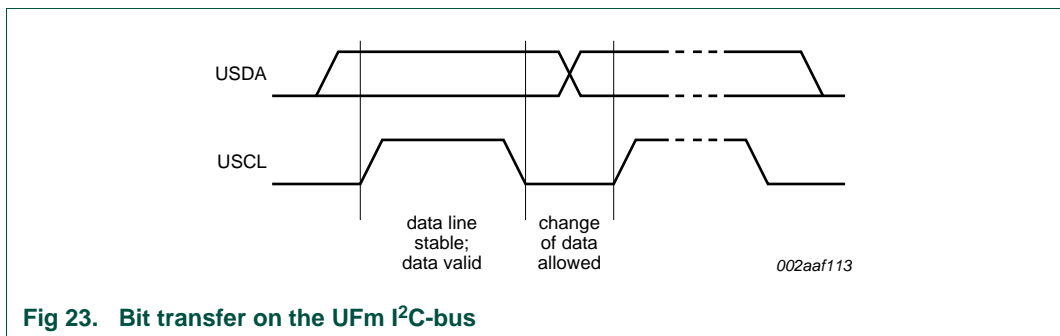 USDA
USCL
data line
stable;
data valid
change
of data
allowed
002aaf113
Fig 23. Bit transfer on the UFm I²C-bus